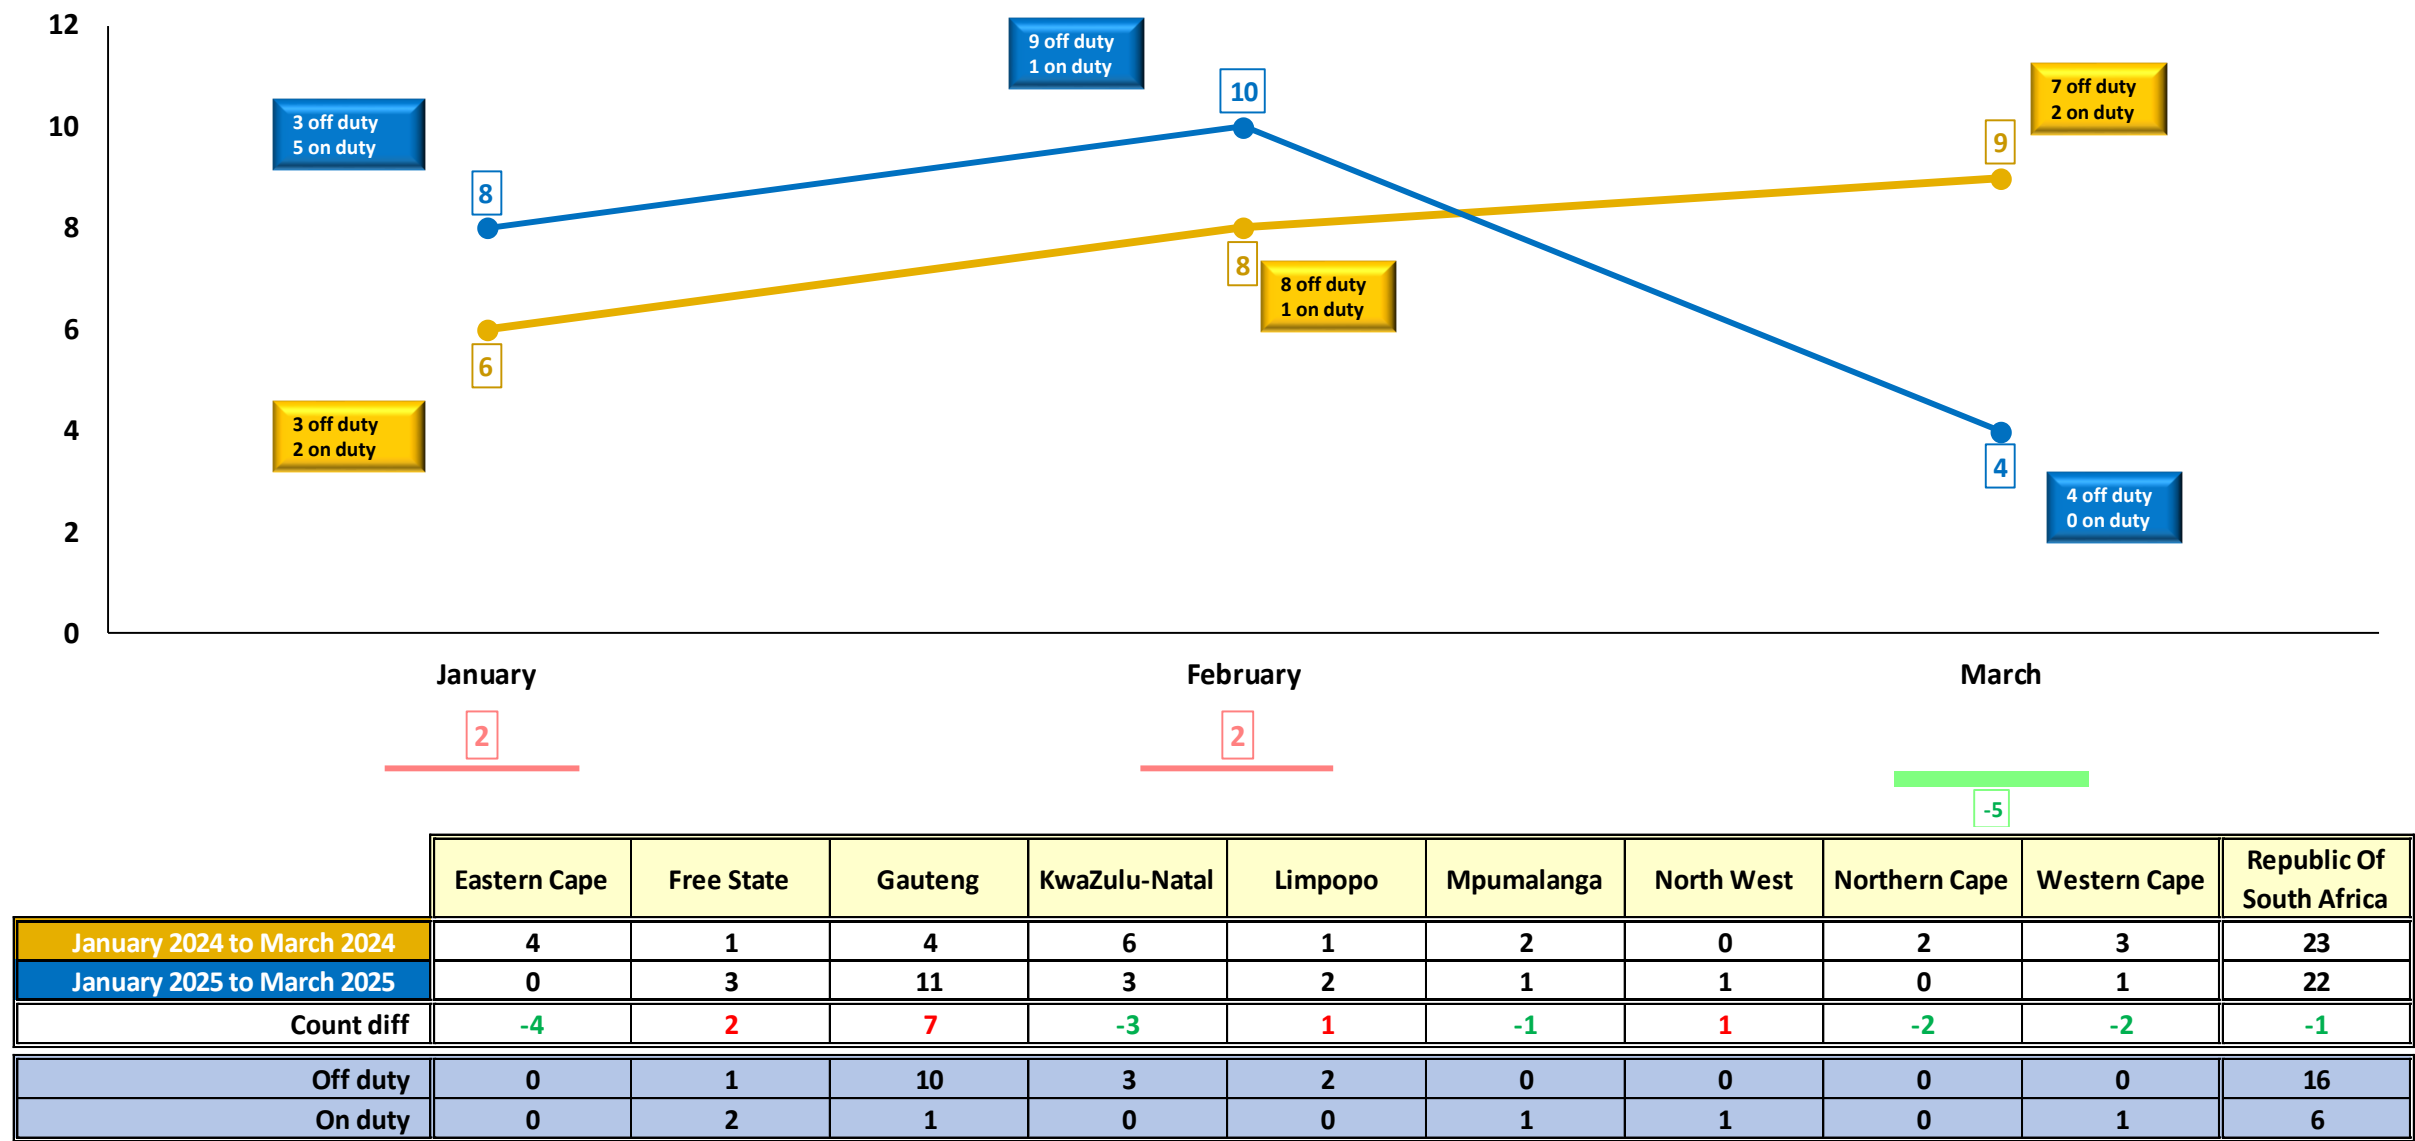 12
10
8
6
4
2
0
3 off duty
5 on duty
8
9 off duty
1 on duty
10
7 off duty
2 on duty
9
8
8 off duty
1 on duty
6
3 off duty
2 on duty
4
4 off duty
0 on duty
January February March
2 2 -5
Eastern Cape Free State Gauteng KwaZulu-Natal Limpopo Mpumalanga North West Northern Cape Western Cape Republic Of
South Africa
January 2024 to March 2024 4 1 4 6 1 2 0 2 3 23
January 2025 to March 2025 0 3 11 3 2 1 1 0 1 22
Count diff -4 2 7 -3 1 -1 1 -2 -2 -1
Off duty 0 1 10 3 2 0 0 0 0 16
On duty 0 2 1 0 0 1 1 0 1 6